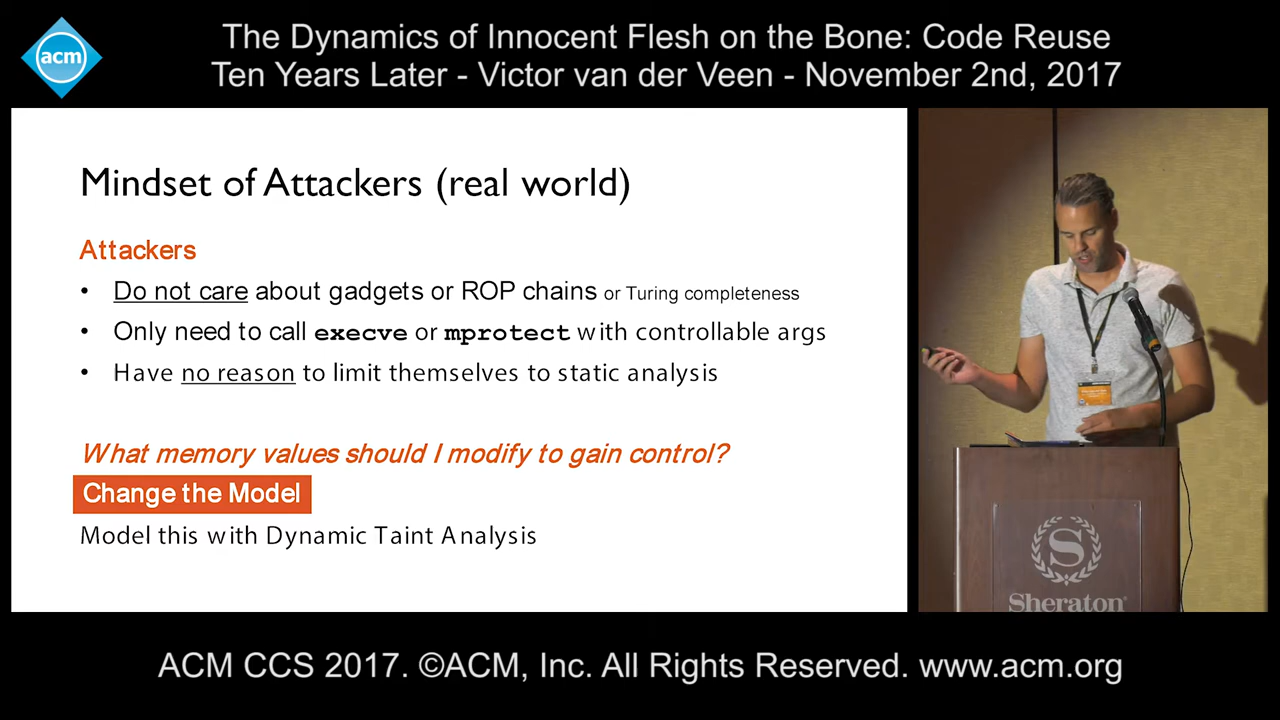 acm
The Dynamics of Innocent Flesh on the Bone: Code Reuse
Ten Years Later - Victor van der Veen - November 2nd, 2017
Mindset of Attackers (real world)
Attackers
• Do not care about gadgets or ROP chains or Turing completeness
• Only need to call execve or mprotect with controllable args
• Have no reason to limit themselves to static analysis
What memory values should I modify to gain control?
Change the Model
Model this with Dynamic Taint Analysis
S
Sheraton®
ACM CCS 2017. ©ACM, Inc. All Rights Reserved. www.acm.org